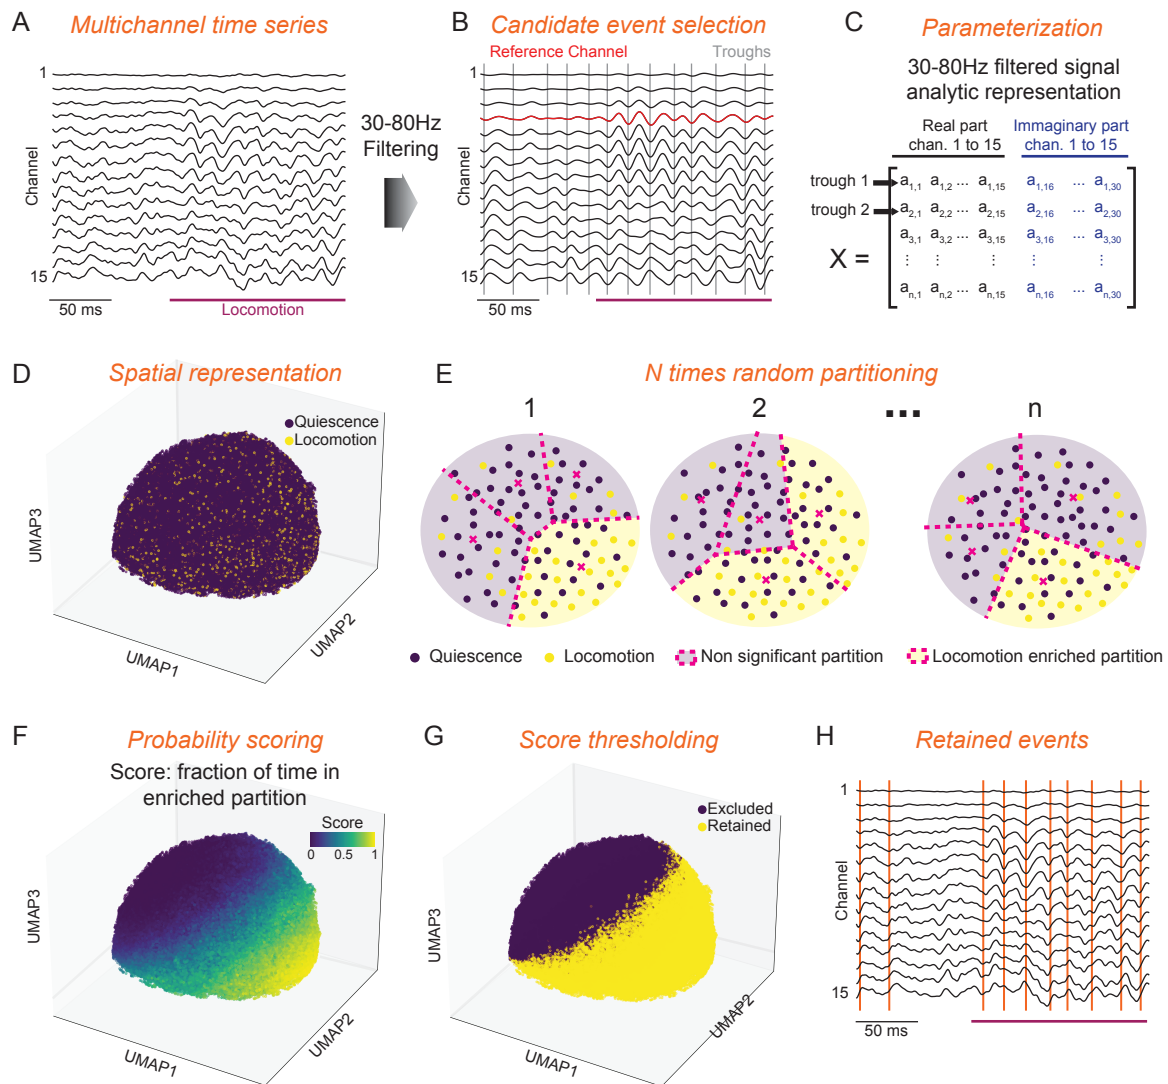 A
Multichannel time series
1
Channel
15
50 ms
Locomotion
30-80Hz
Filtering
B
Candidate event selection
Reference Channel
Troughs
1
Channel
15
50 ms
C
Parameterization
30-80Hz filtered signal
analytic representation
Real part
chan. 1 to 15
Immaginary part
chan. 1 to 15
trough 1
trough 2
X =
a1,1 a1,2 ... a1,15 a1,16 ... a1,30
a2,1 a2,2 ... a2,15 a2,16 ... a2,30
a3,1 a3,2 ... a3,15 a3,16 ... a3,30
⋮ ⋮ ⋮ ⋮ ⋮
an,1 an,2 ... an,15 an,16 ... an,30
D
Spatial representation
Quiescence
Locomotion
UMAP3
UMAP1
UMAP2
E
N times random partitioning
1 2 ... n
Quiescence
Locomotion
Non significant partition
Locomotion enriched partition
F
Probability scoring
Score: fraction of time in
enriched partition
Score
0 0.5 1
UMAP3
UMAP1
UMAP2
G
Score thresholding
Excluded
Retained
UMAP3
UMAP1
UMAP2
H
Retained events
1
Channel
15
50 ms